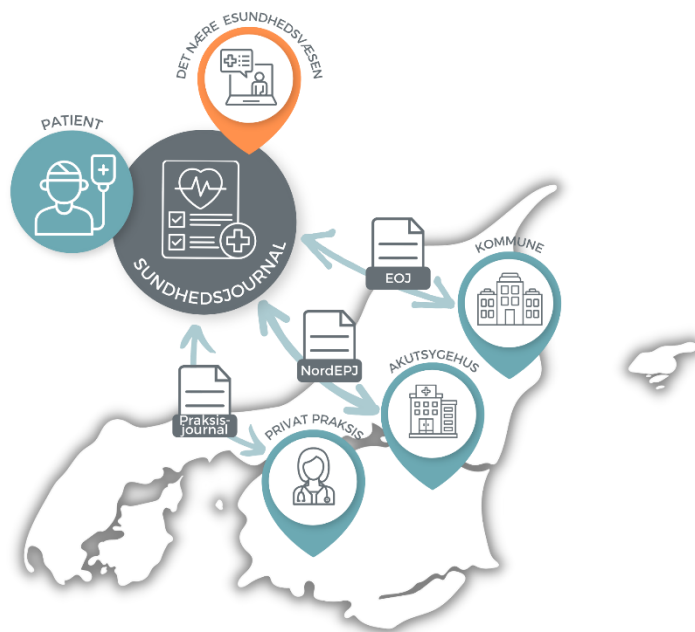 DET NÆRE ESUNDHEDSVÆSEN
PATIENT
SUNDHEDSJOURNAL
KOMMUNE
EOJ
AKUTSYGEHUS
NordEPJ
PRIVAT PRAKSIS
Praksis-
journal